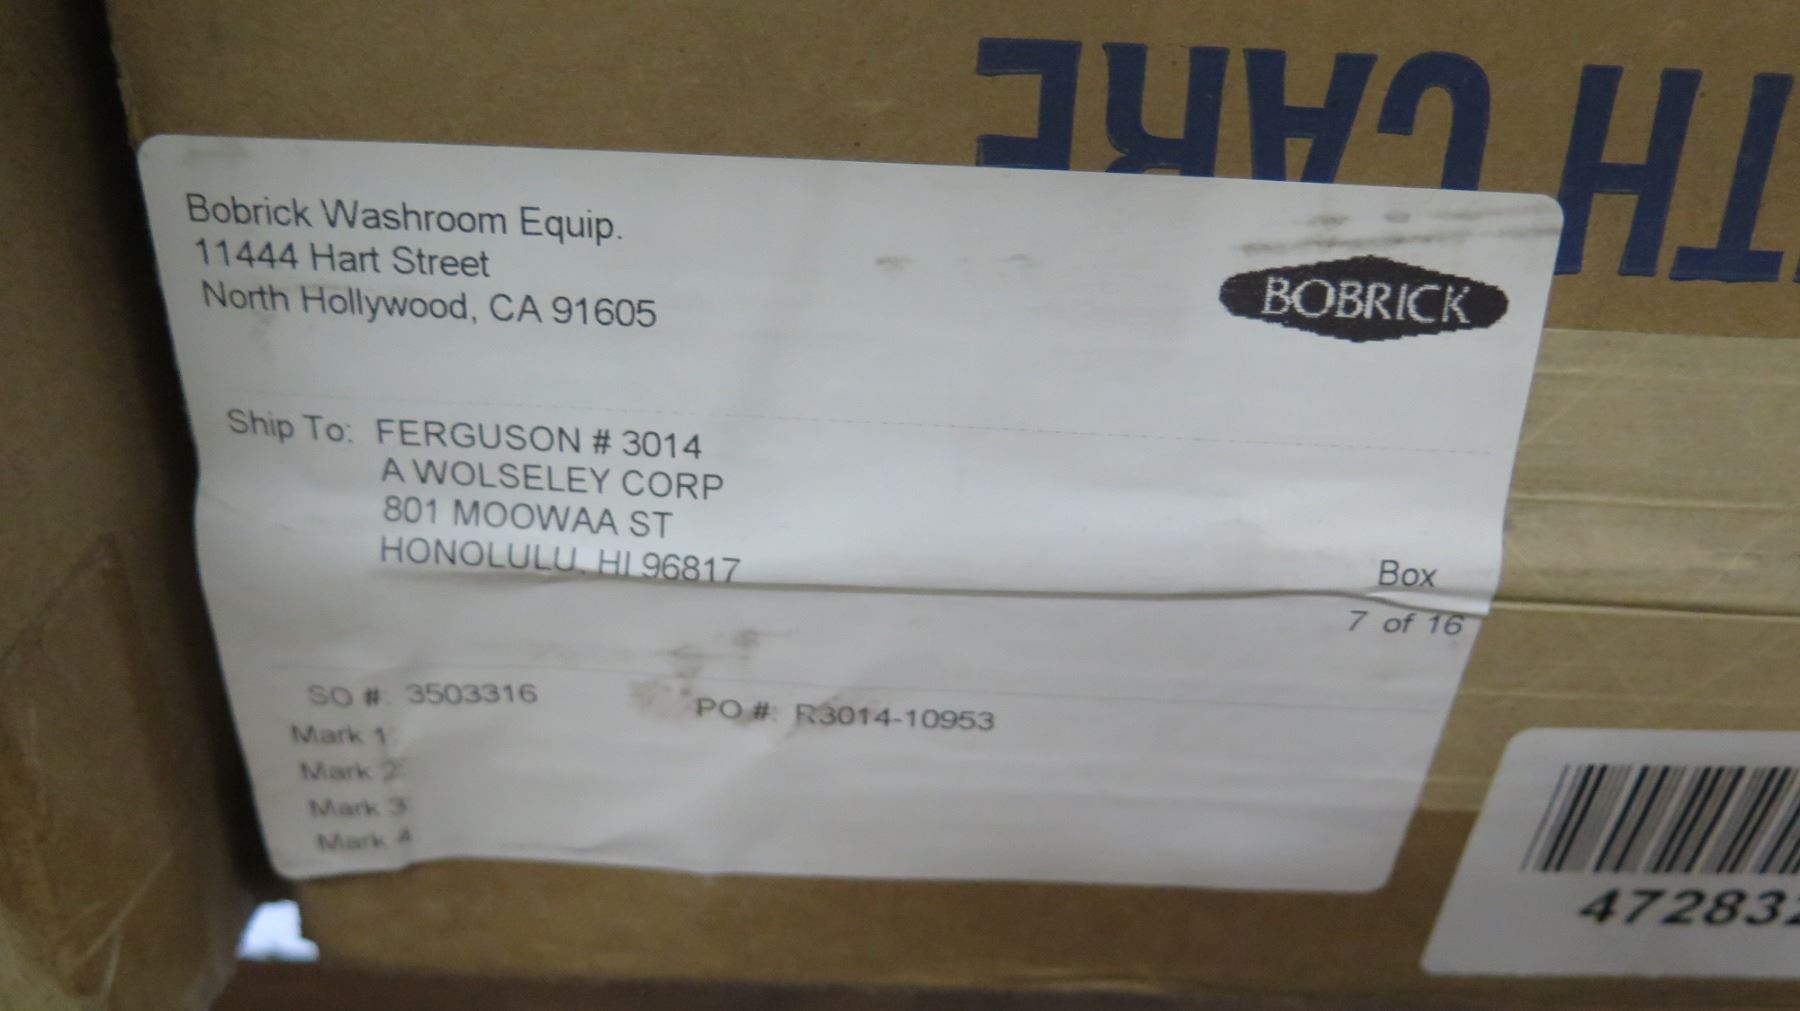 TH CARE
Bobrick Washroom Equip.
11444 Hart Street
North Hollywood, CA 91605
BOBRICK
Ship To: FERGUSON # 3014
A WOLSELEY CORP
801 MOOWAA ST
HONOLULU, HI 96817
Box
7 of 16
SO #: 3503316
PO #: R3014-10953
Mark 1:
Mark 2:
Mark 3
Mark 4